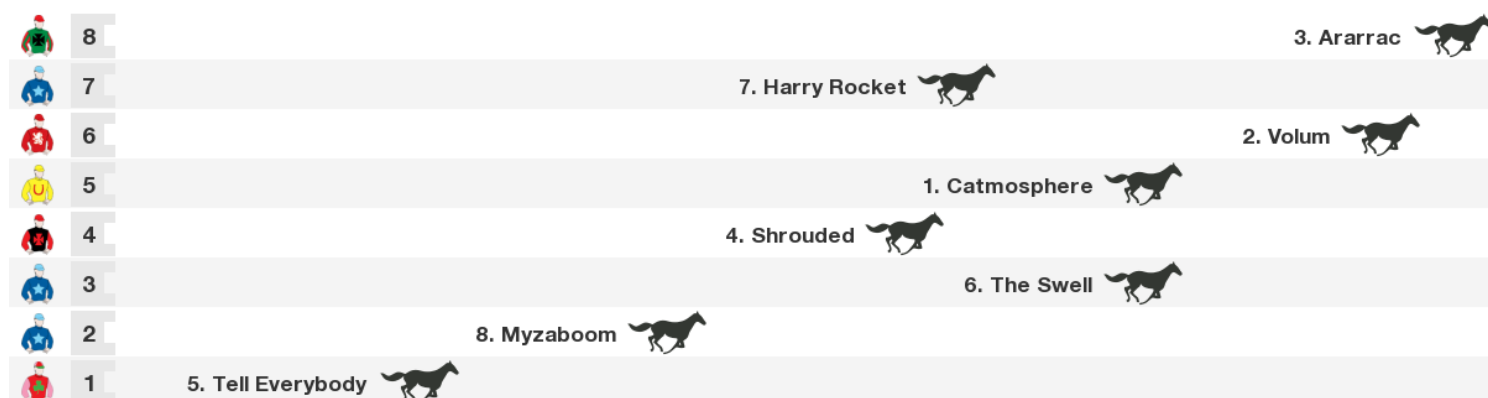 8 3. Ararrac
7 7. Harry Rocket
6 2. Volum
5 1. Catmosphere
4 4. Shrouded
3 6. The Swell
2 8. Myzaboom
1 5. Tell Everybody